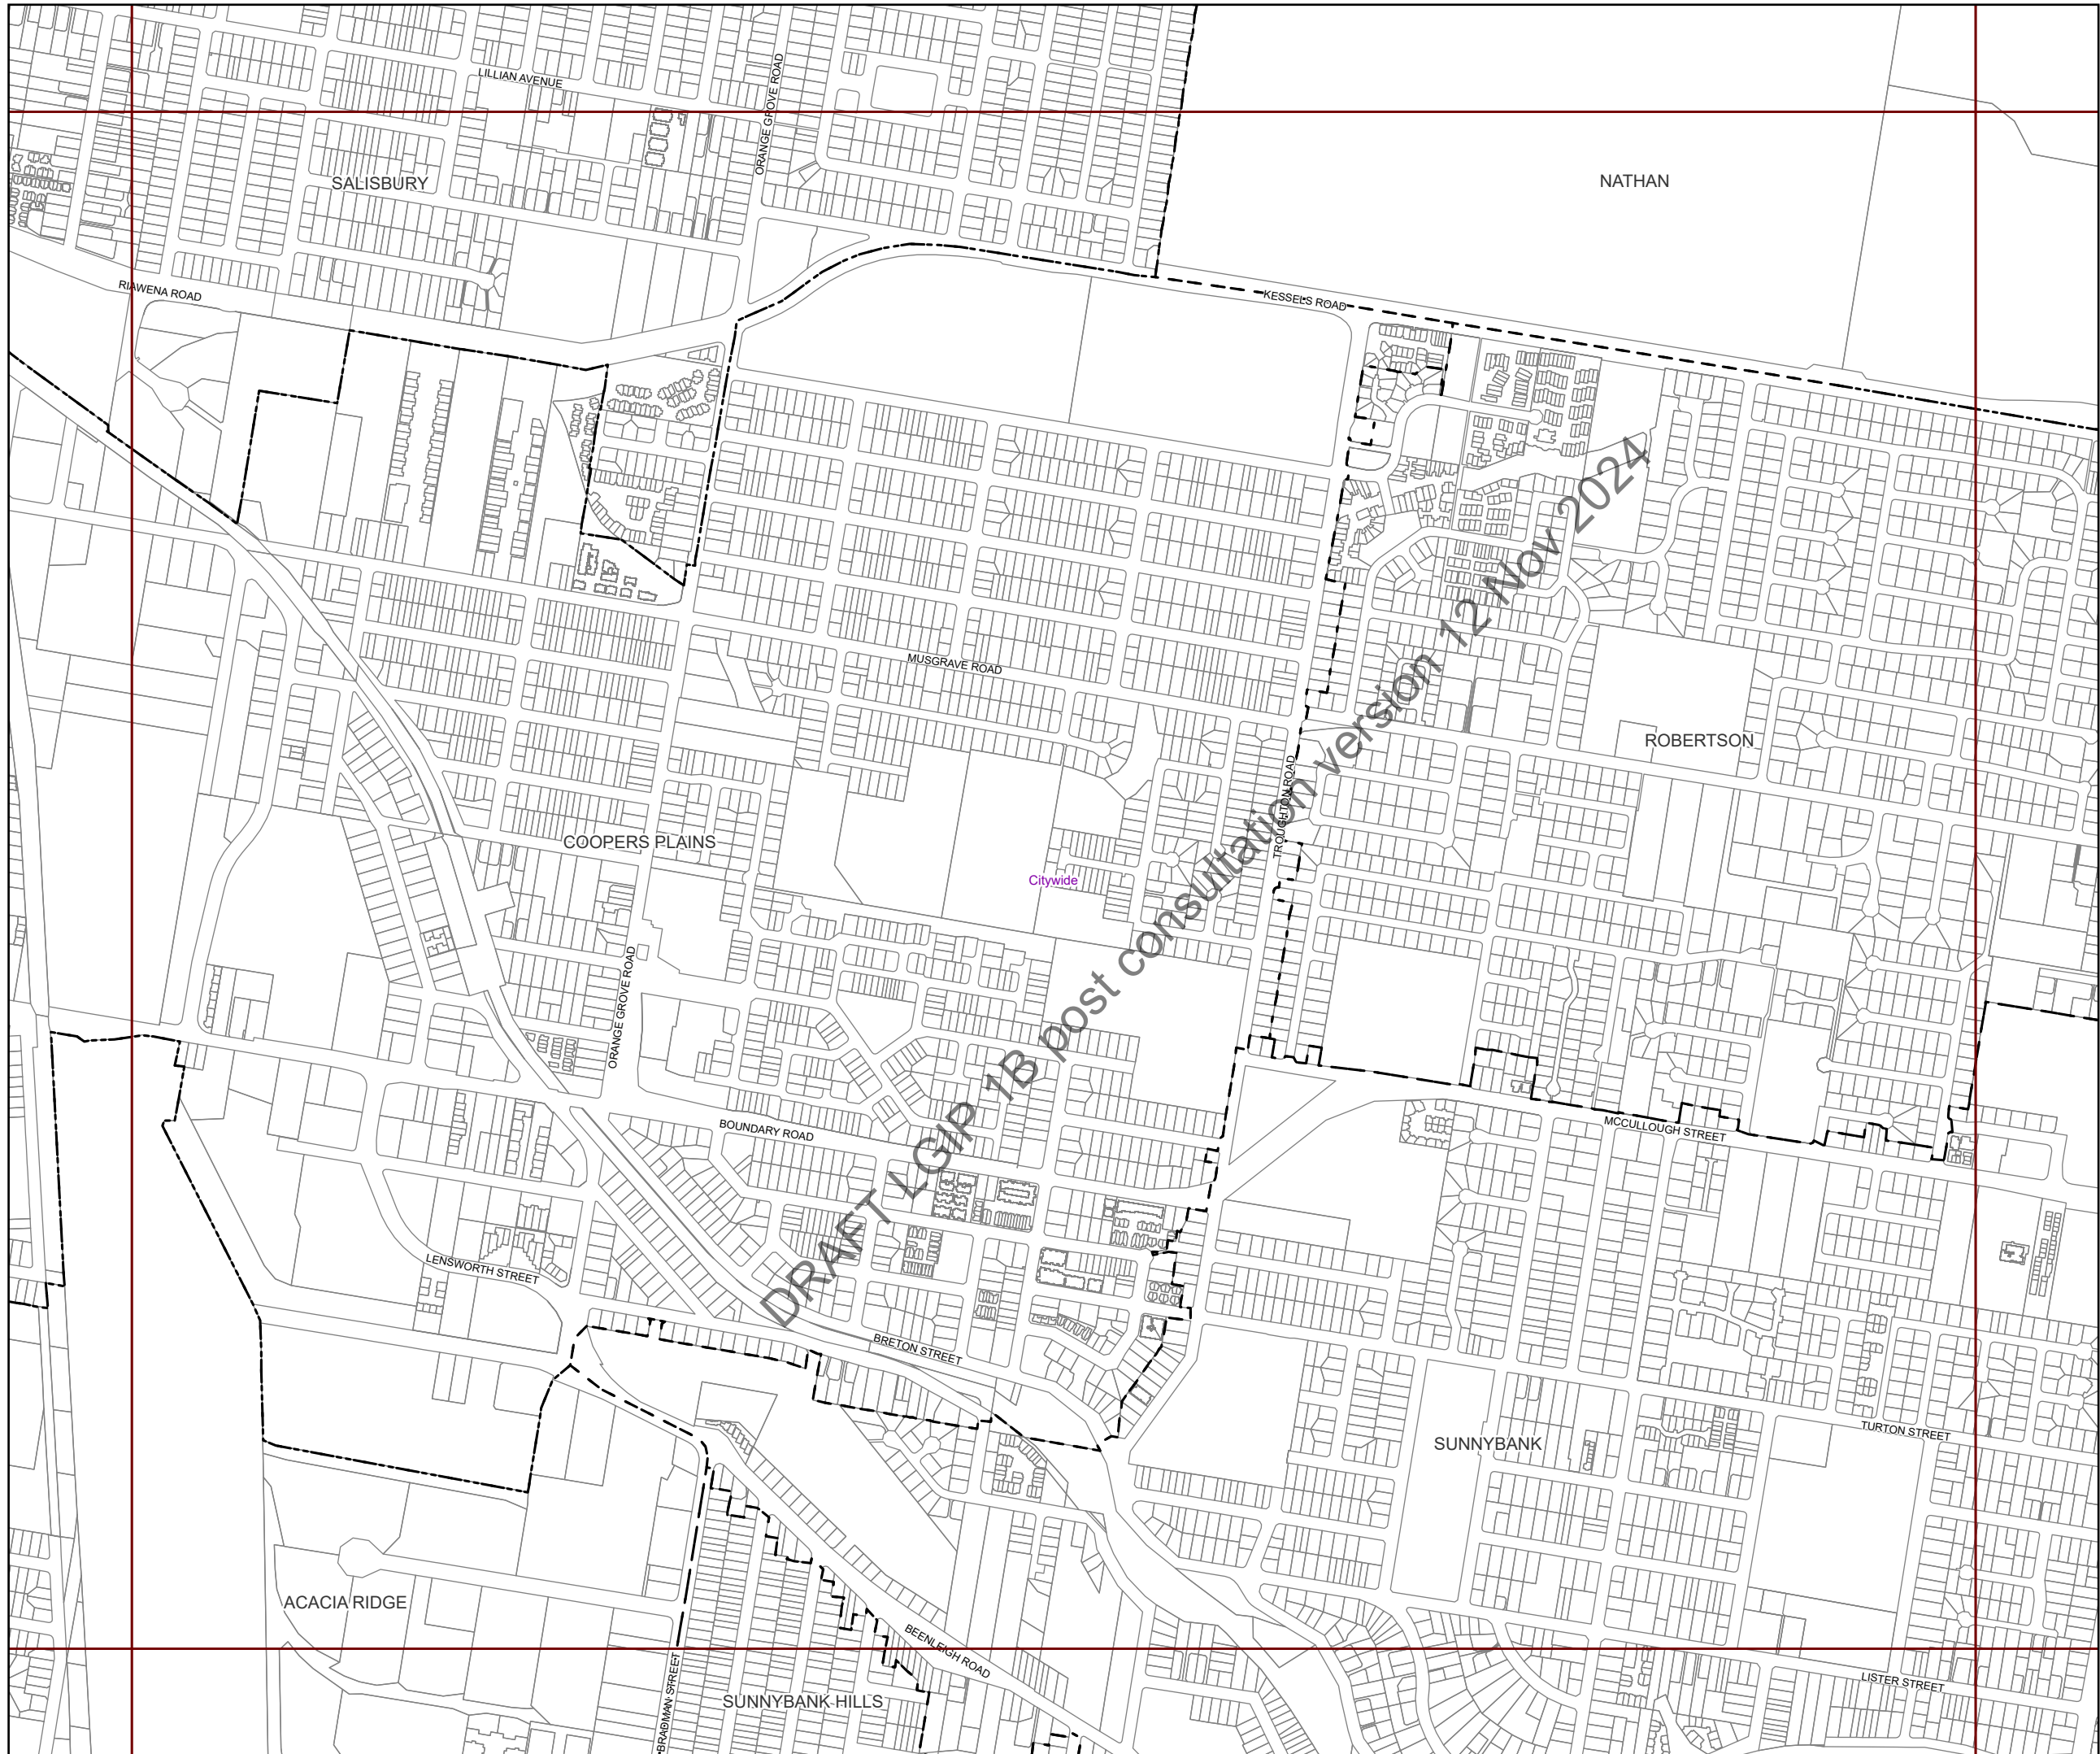 LILLIAN AVENUE
ORANGE GROVE ROAD
SALISBURY
NATHAN
RIAWENA ROAD
KESSELS ROAD
MUSGRAVE ROAD
ROBERTSON
TROUGHTON ROAD
COOPERS PLAINS
Citywide
ORANGE GROVE ROAD
DRAFT LGIP 1B post consultation version 12 Nov 2024
BOUNDARY ROAD
MCCULLOUGH STREET
LENSWORTH STREET
BRETON STREET
TURTON STREET
SUNNYBANK
ACACIA RIDGE
BEENLEIGH ROAD
BRADMAN STREET
SUNNYBANK HILLS
LISTER STREET